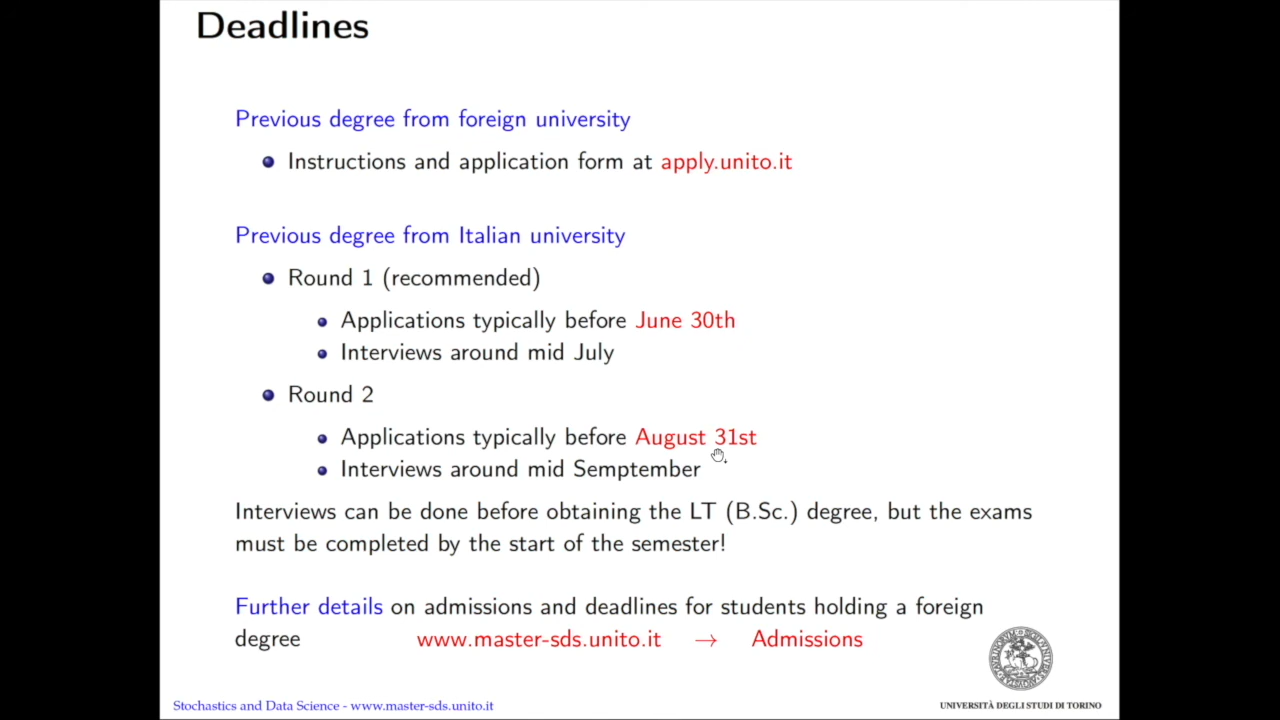 Deadlines
Previous degree from foreign university
Instructions and application form at apply.unito.it
Previous degree from Italian university
Round 1 (recommended)
Applications typically before June 30th
Interviews around mid July
Round 2
Applications typically before August 31st
Interviews around mid Semptember
Interviews can be done before obtaining the LT (B.Sc.) degree, but the exams
must be completed by the start of the semester!
Further details on admissions and deadlines for students holding a foreign
degree www.master-sds.unito.it → Admissions
Stochastics and Data Science - www.master-sds.unito.it
UNIVERSITÀ DEGLI STUDI DI TORINO